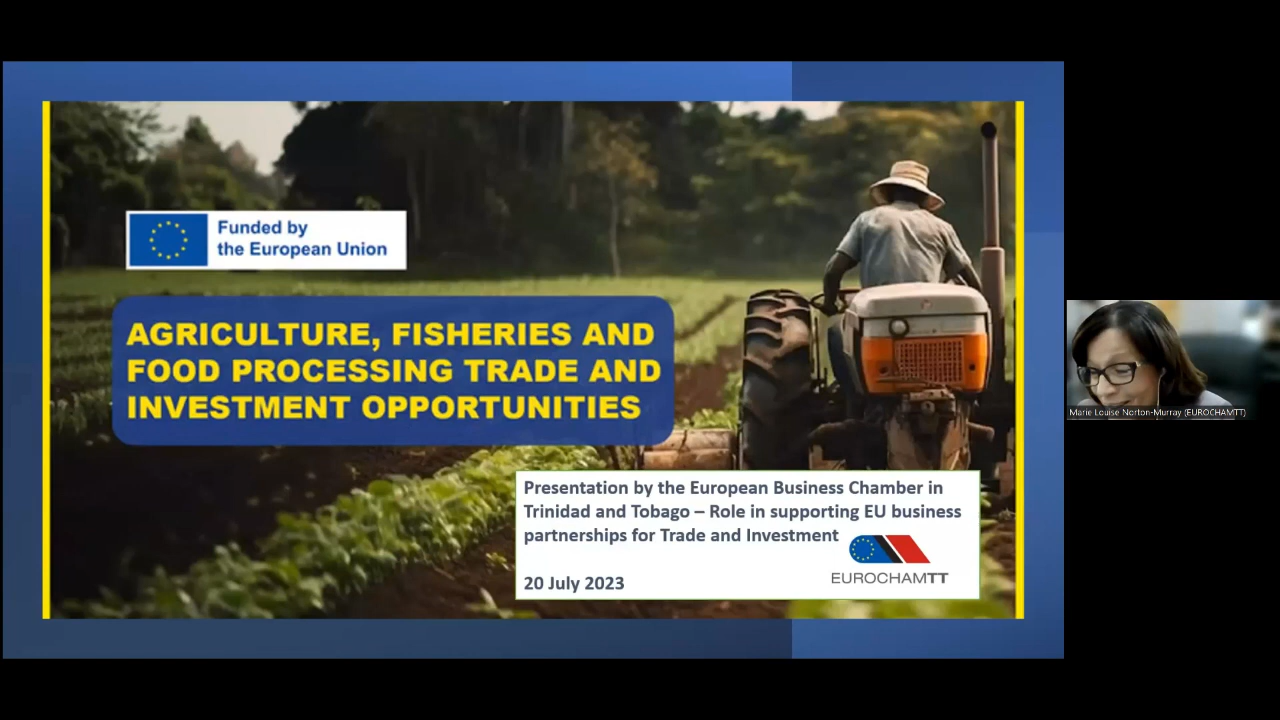 Funded by
the European Union
AGRICULTURE, FISHERIES AND
FOOD PROCESSING TRADE AND
INVESTMENT OPPORTUNITIES
Presentation by the European Business Chamber in
Trinidad and Tobago – Role in supporting EU business
partnerships for Trade and Investment
20 July 2023
EUROCHAMTT
Marie Louise Norton-Murray (EUROCHAMTT)